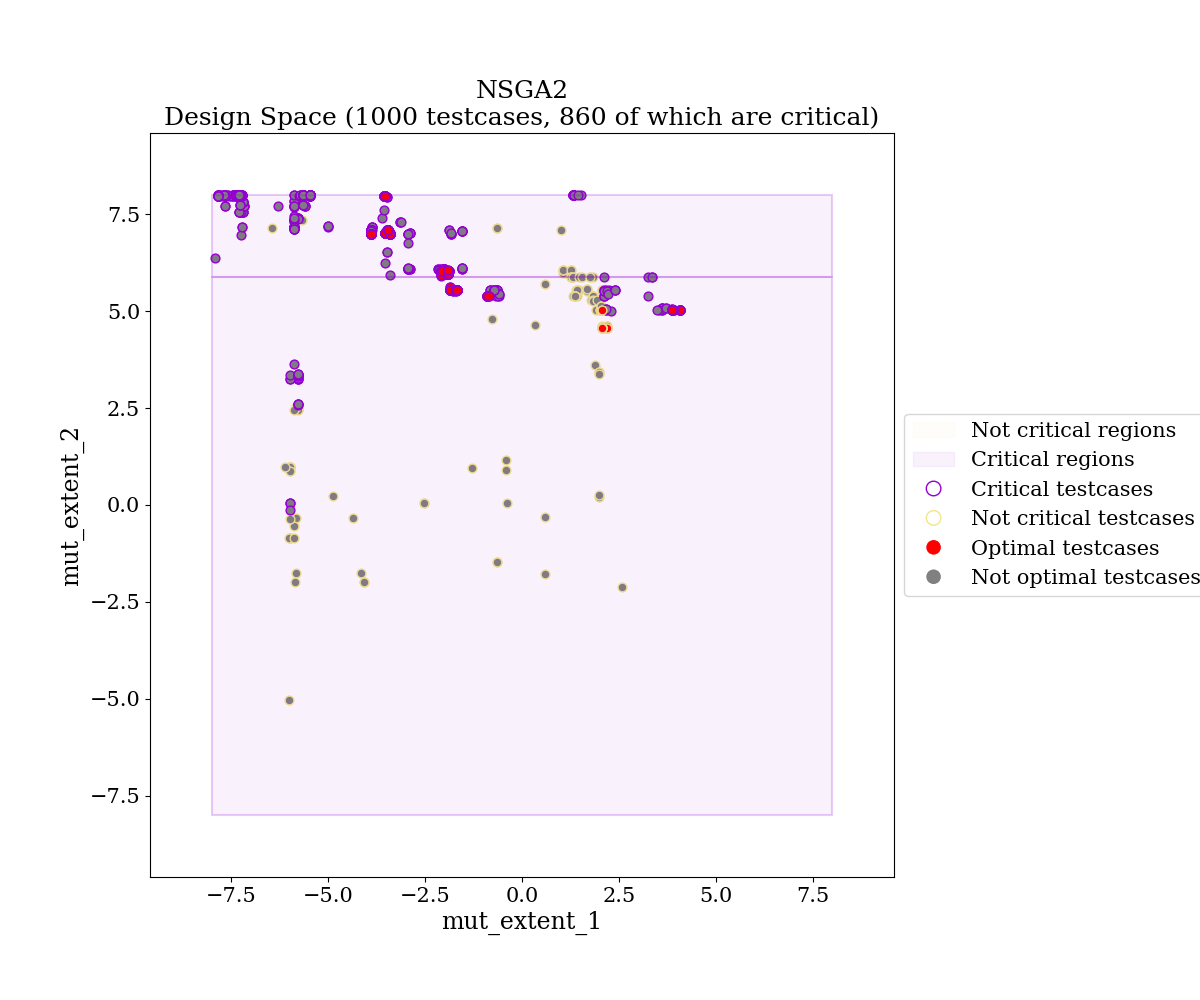 NSGA2
Design Space (1000 testcases, 860 of which are critical)
7.5
5.0
2.5
0.0
−2.5
−5.0
−7.5
mut_extent_2
−7.5
−5.0
−2.5
0.0
2.5
5.0
7.5
mut_extent_1
Not critical regions
Critical regions
Critical testcases
Not critical testcases
Optimal testcases
Not optimal testcases